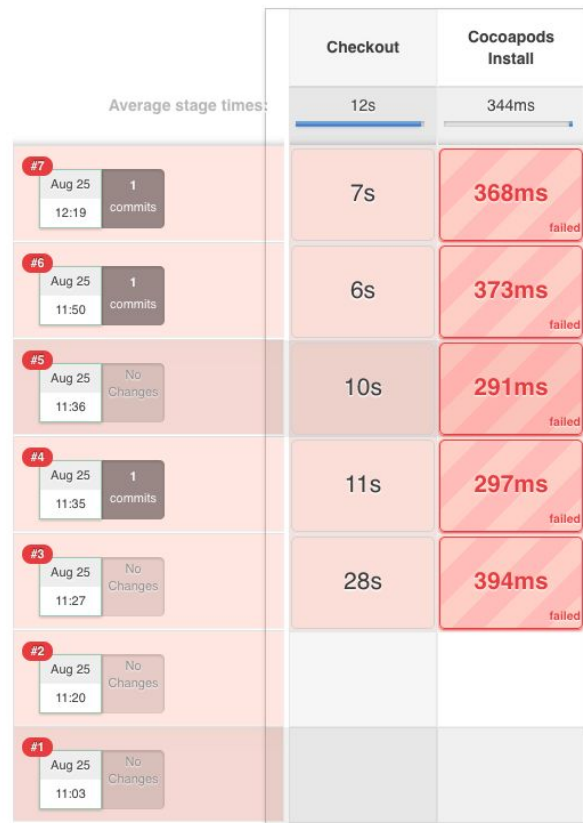 Checkout
Cocoapods
Install
Average stage times:
12s
344ms
#7
Aug 25
12:19
1
commits
7s
368ms
failed
#6
Aug 25
11:50
1
commits
6s
373ms
failed
#5
Aug 25
11:36
No
Changes
10s
291ms
failed
#4
Aug 25
11:35
1
commits
11s
297ms
failed
#3
Aug 25
11:27
No
Changes
28s
394ms
failed
#2
Aug 25
11:20
No
Changes
#1
Aug 25
11:03
No
Changes